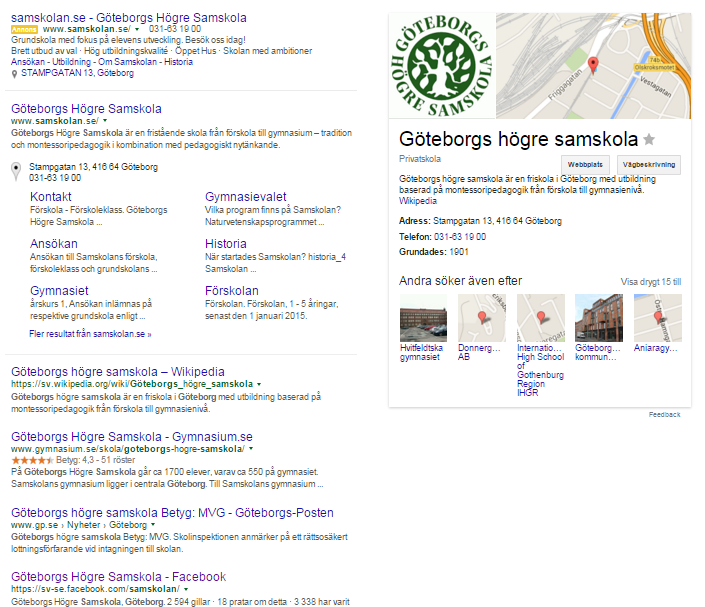 samskolan.se - Göteborgs Högre Samskola
Annons www.samskolan.se/ 031-63 19 00
Grundskola med fokus på elevens utveckling. Besök oss idag!
Brett utbud av val · Hög utbildningskvalité · Öppet Hus · Skolan med ambitioner
Ansökan - Utbildning - Om Samskolan - Historia
STAMPGATAN 13, Göteborg
Göteborgs Högre Samskola
www.samskolan.se/
Göteborgs Högre Samskola är en fristående skola från förskola till gymnasium – tradition
och montessoripedagogik i kombination med pedagogiskt nytänkande.
Stampgatan 13, 416 64 Göteborg
031-63 19 00
Kontakt
Förskola - Förskoleklass. Göteborgs
Högre Samskola ...
Gymnasievalet
Vilka program finns på Samskolan?
Naturvetenskapsprogrammet ...
Ansökan
Ansökan till Samskolans förskola,
förskoleklass och grundskolans ...
Historia
När startades Samskolan? historia_4
Samskolan ...
Gymnasiet
årskurs 1, Ansökan inlämnas på
respektive grundskola enligt ...
Förskolan
Förskolan. Förskolan, 1 - 5 åringar,
senast den 1 januari 2015.
Fler resultat från samskolan.se »
Göteborgs högre samskola – Wikipedia
https://sv.wikipedia.org/wiki/Göteborgs_högre_samskola
Göteborgs högre samskola är en friskola i Göteborg med utbildning baserad på
montessoripedagogik från förskola till gymnasienivå.
Göteborgs Högre Samskola - Gymnasium.se
www.gymnasium.se/skola/goteborgs-hogre-samskola/
Betyg: 4,3 - 51 röster
På Göteborgs Högre Samskola går ca 1700 elever, varav ca 550 på gymnasiet.
Samskolans gymnasium ligger i centrala Göteborg. Till Samskolans gymnasium ...
Göteborgs högre samskola Betyg: MVG - Göteborgs-Posten
www.gp.se › Nyheter › Göteborg
Göteborgs högre samskola Betyg: MVG. Skolinspektionen anmärker på ett rättsosäkert
lottningsförfarande vid intagningen till skolan.
Göteborgs Högre Samskola - Facebook
https://sv-se.facebook.com/samskolan/
Göteborgs Högre Samskola, Göteborg. 2 594 gillar · 18 pratar om detta · 3 338 har varit
GÖTEBORGS HÖGRE SAMSKOLA
Friggagatan
Vestagatan
Olskroksmotet
Göteborgs högre samskola
Privatskola
Webbplats
Vägbeskrivning
Göteborgs högre samskola är en friskola i Göteborg med utbildning
baserad på montessoripedagogik från förskola till gymnasienivå.
Wikipedia
Adress: Stampgatan 13, 416 64 Göteborg
Telefon: 031-63 19 00
Grundades: 1901
Andra söker även efter
Visa drygt 15 till
Hvitfeldtska
gymnasiet
Donnerg...
AB
Internatio...
High School
of
Gothenburg
Region
IHGR
Göteborg...
kommun...
Aniaragy...
Feedback